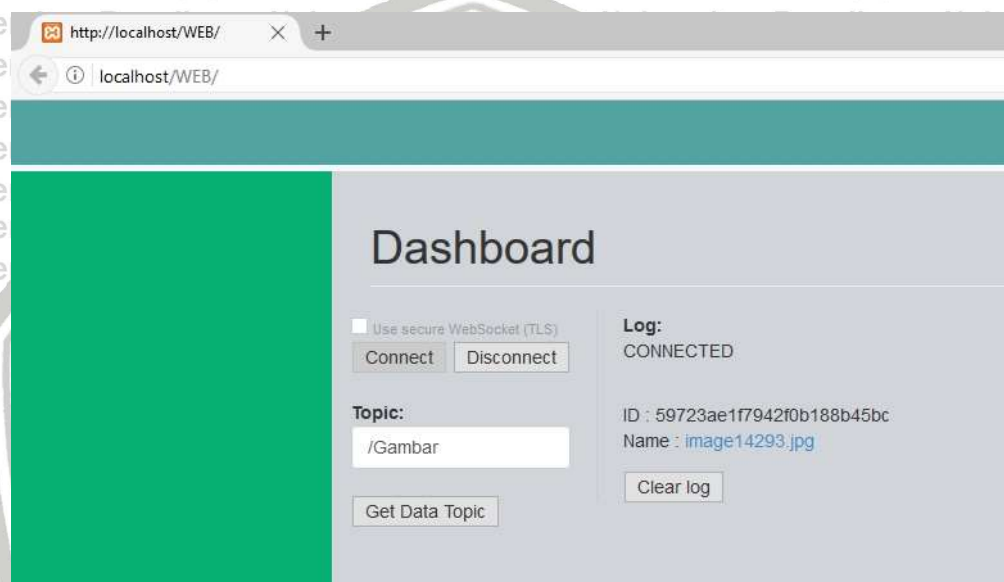 http://localhost/WEB/
localhost/WEB/
Dashboard
Use secure WebSocket (TLS)
Connect Disconnect
Topic:
/Gambar
Get Data Topic
Log:
CONNECTED
ID : 59723ae1f7942f0b188b45bc
Name : image14293.jpg
Clear log